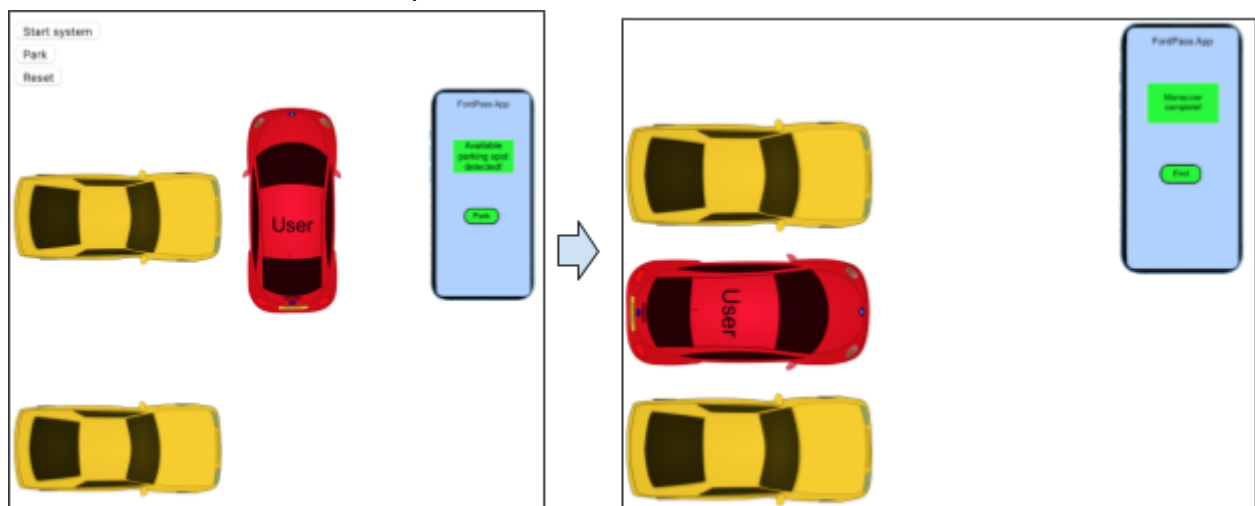 Start system
Park
Reset
FordPass App
Available
parking spot
detected!
Park
User
FordPass App
Maneuver
complete!
End
User